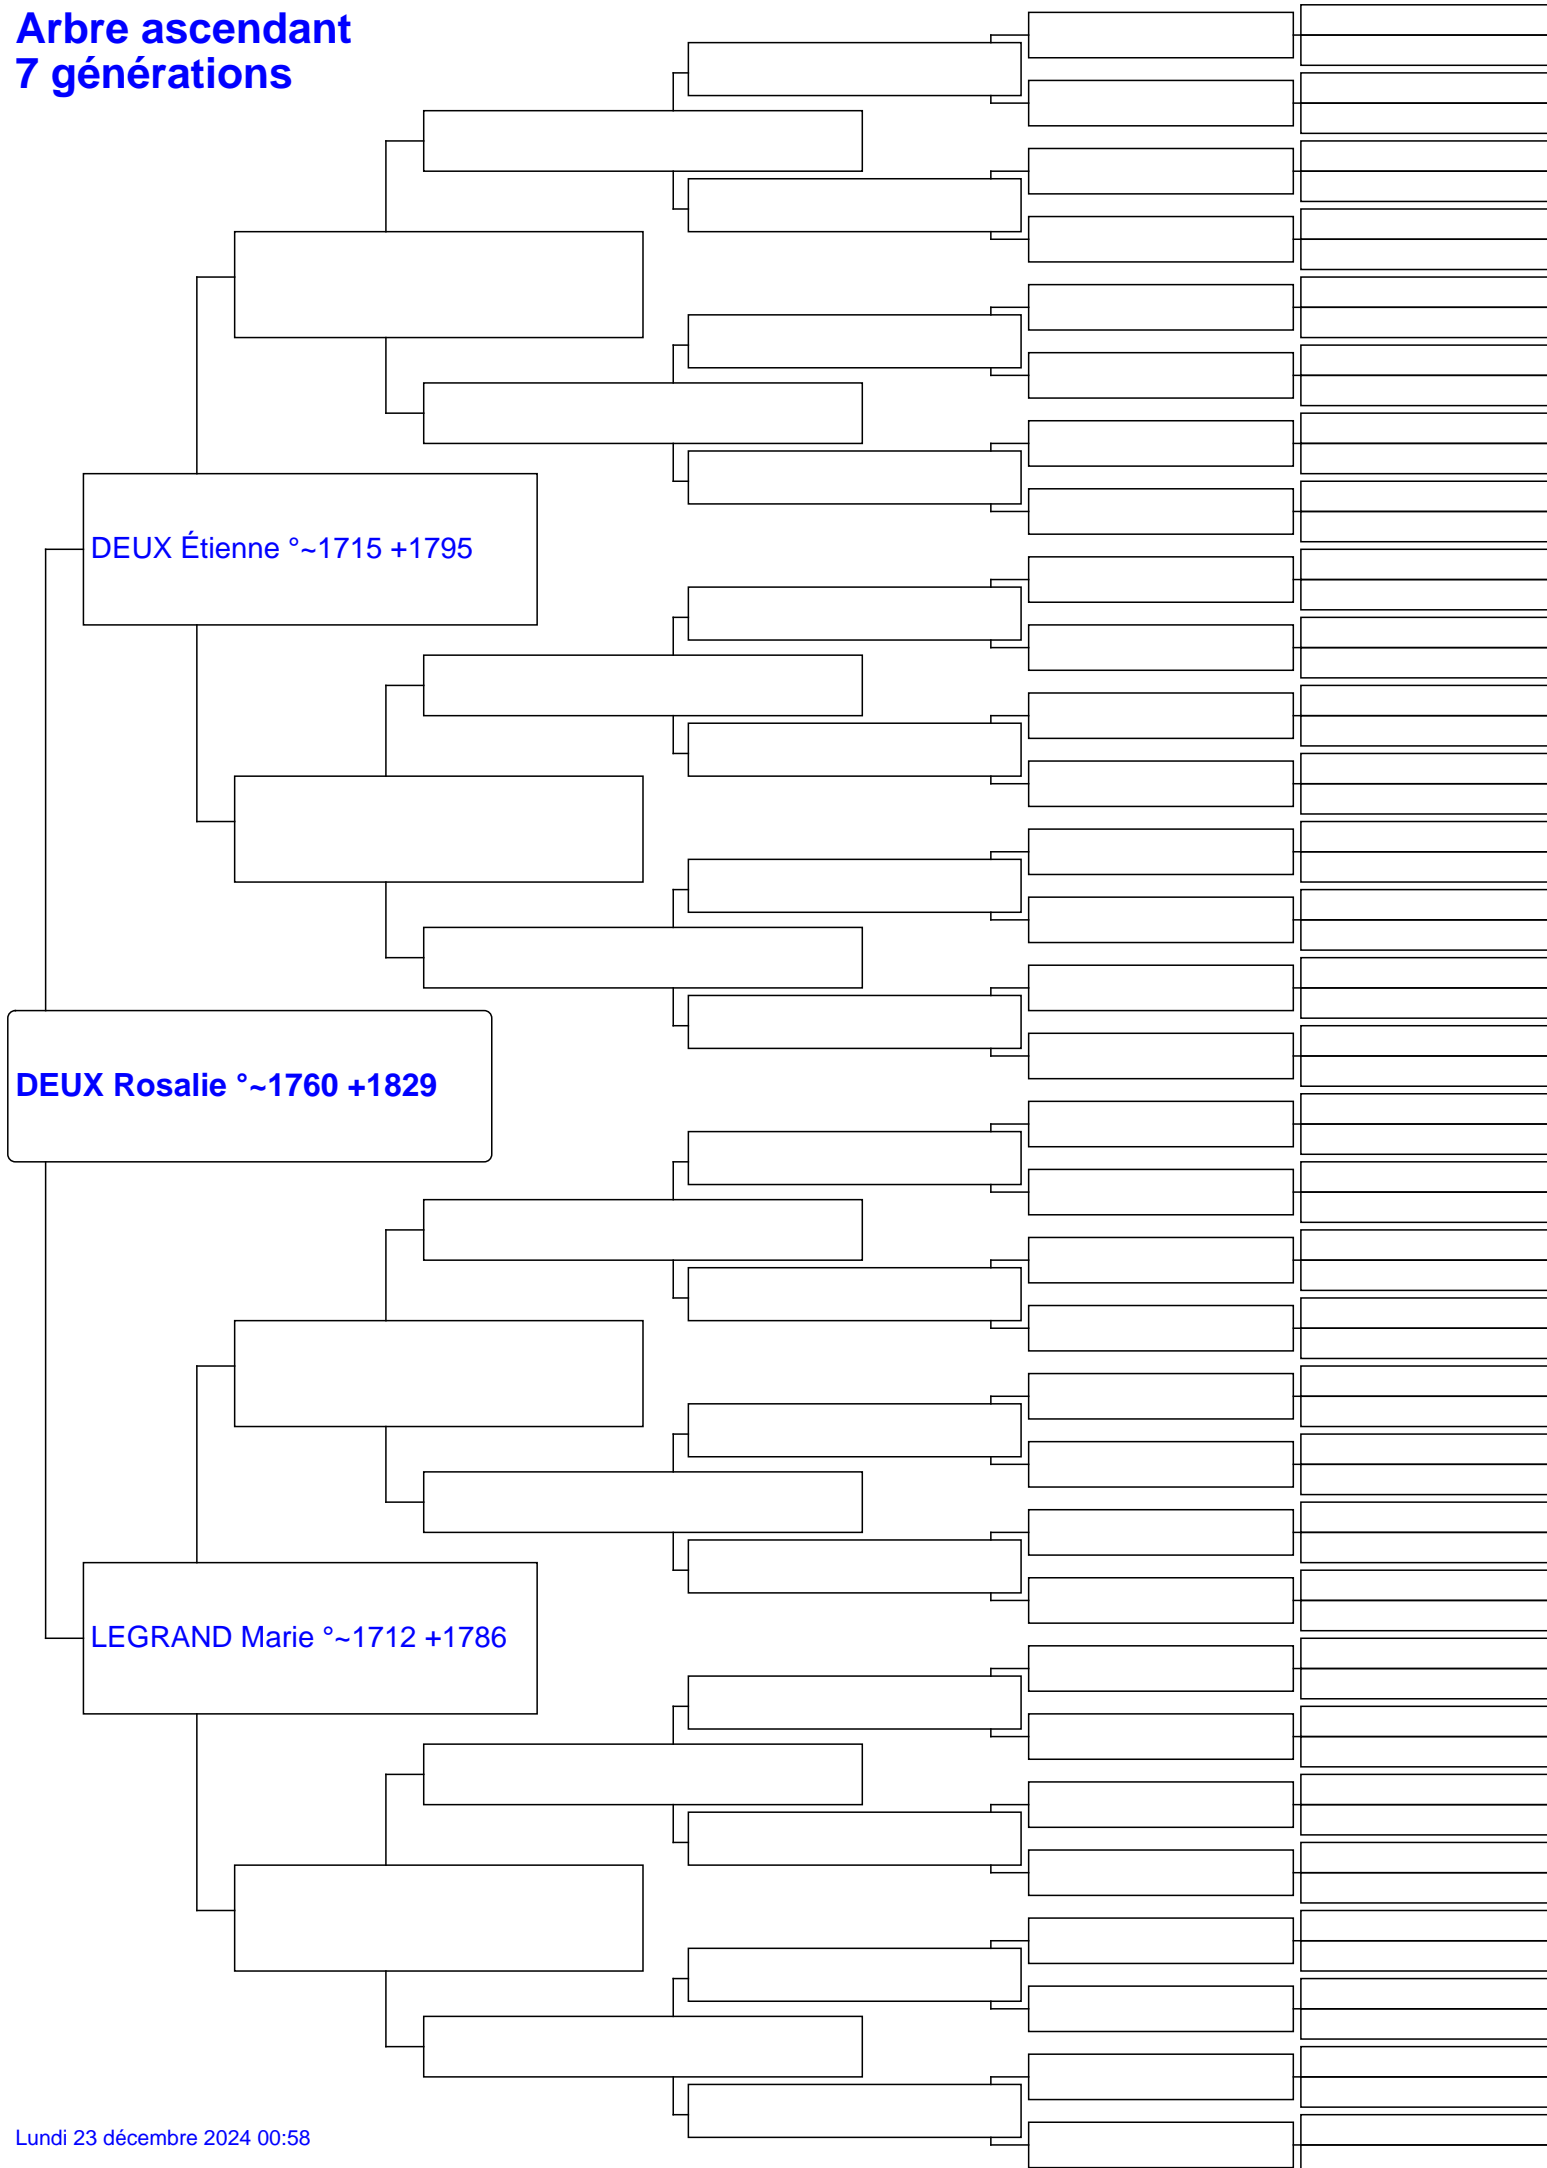 Arbre ascendant
7 générations
DEUX Étienne °~1715 +1795
DEUX Rosalie °~1760 +1829
LEGRAND Marie °~1712 +1786
Lundi 23 décembre 2024 00:58